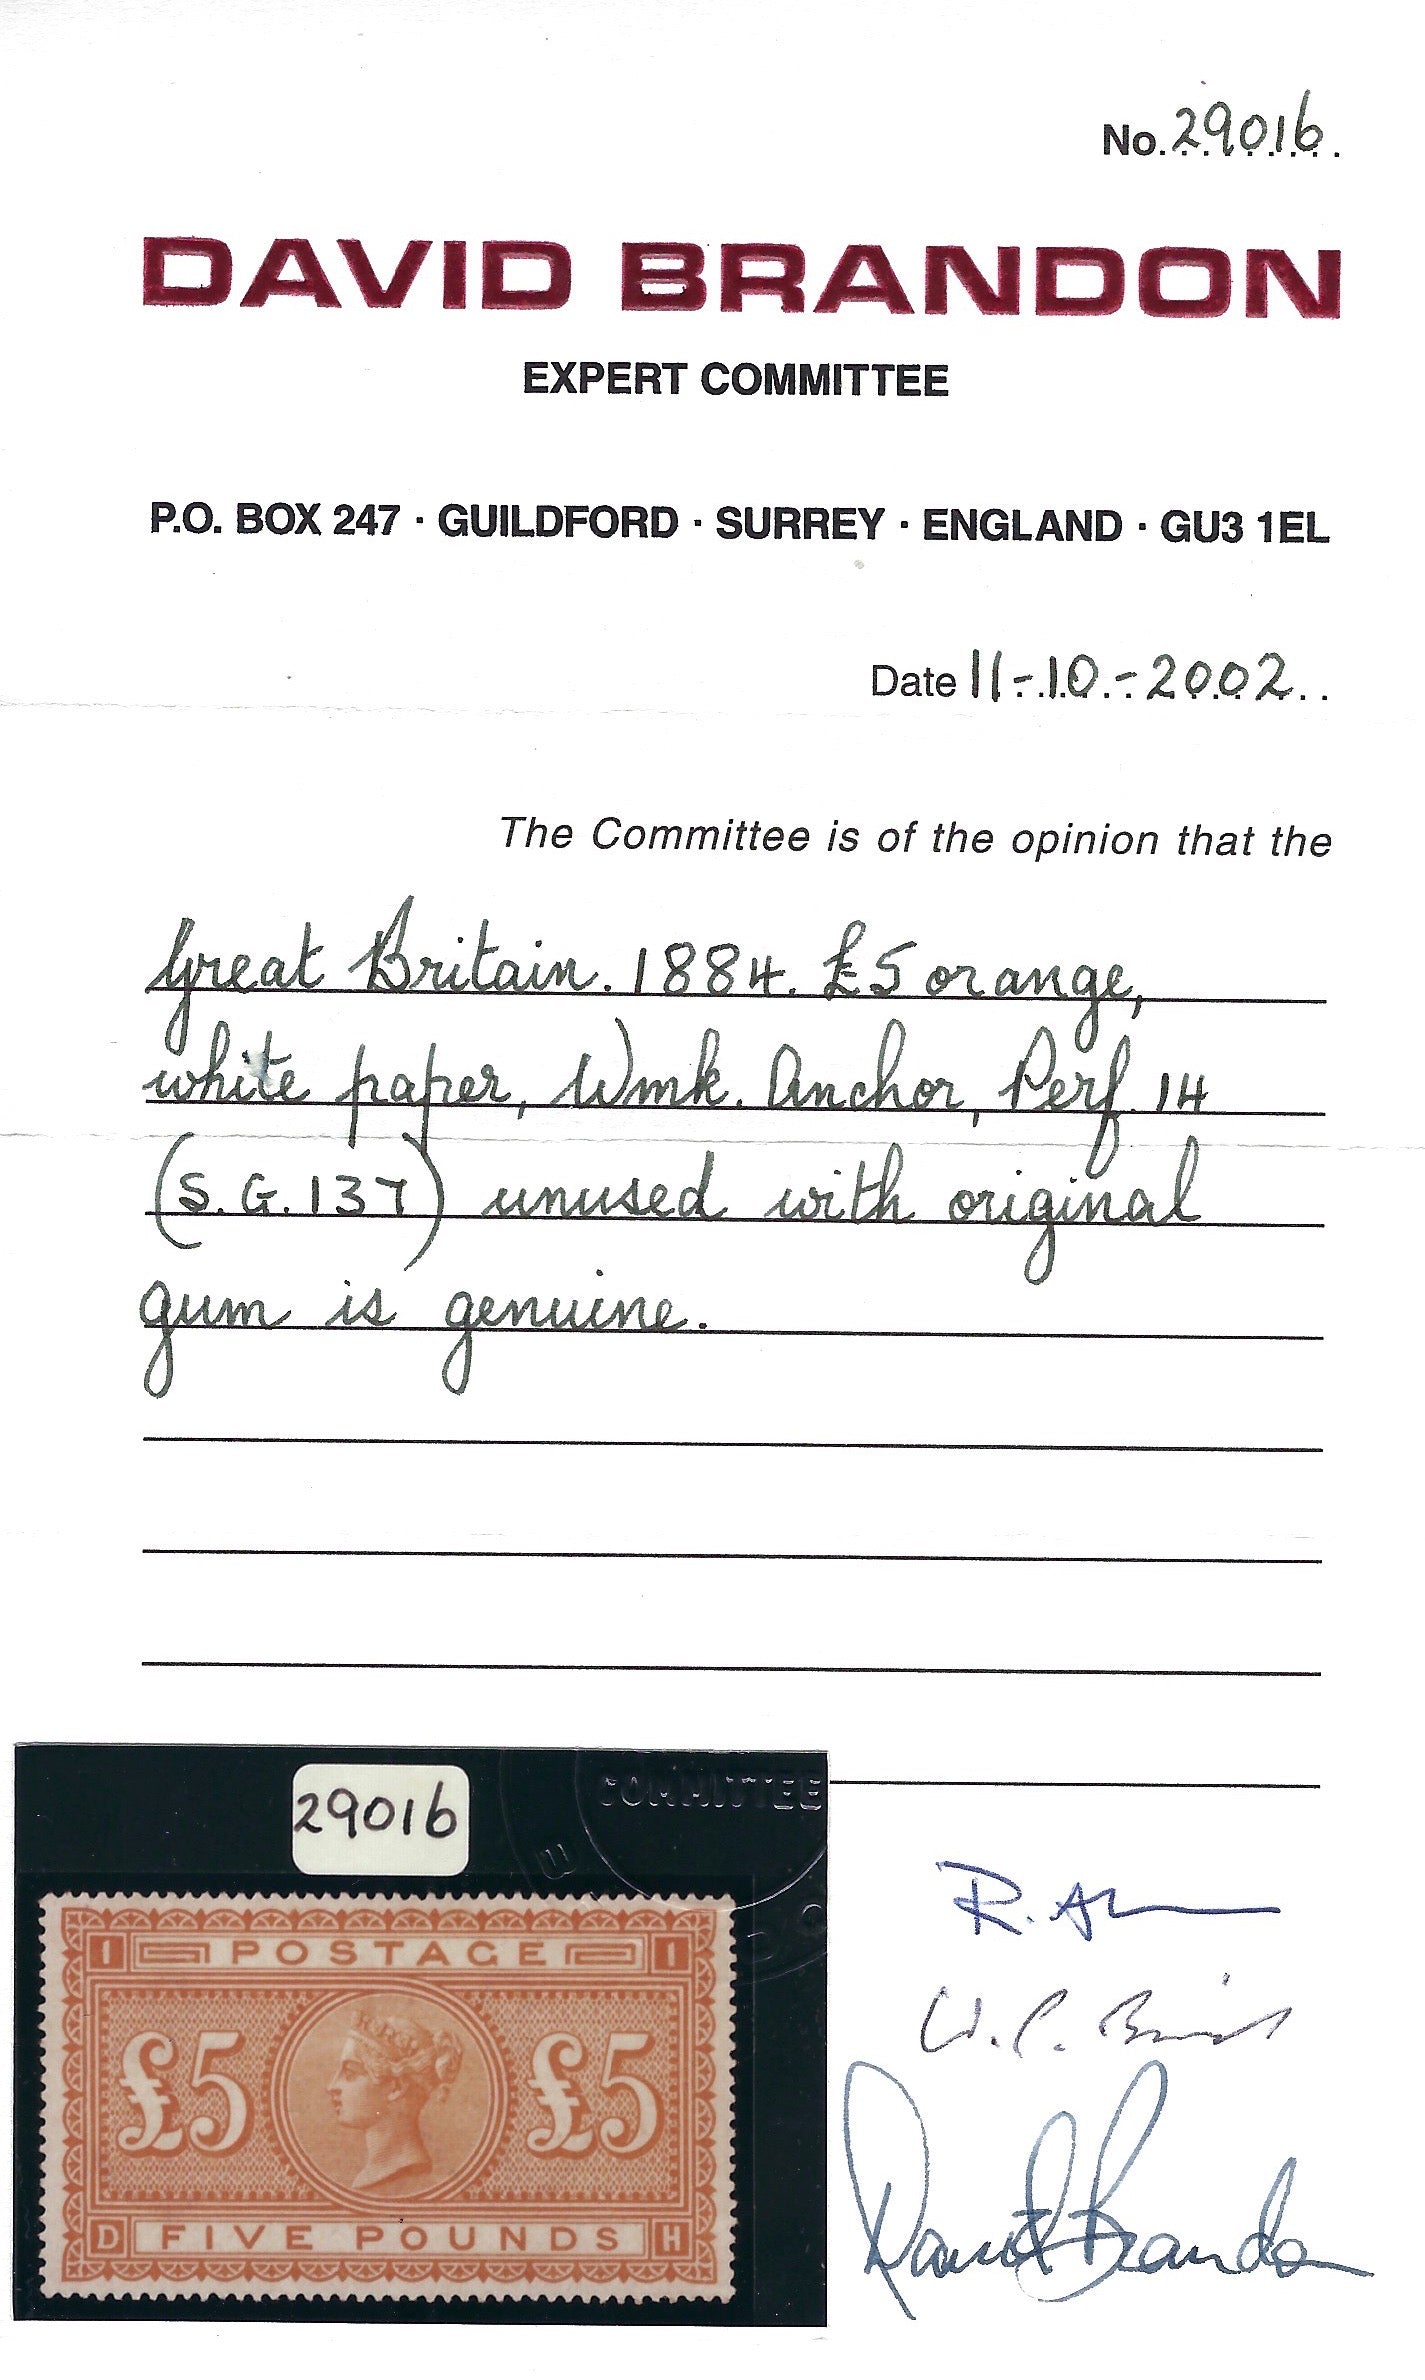 No. 29016
DAVID BRANDON
EXPERT COMMITTEE
P.O. BOX 247 · GUILDFORD · SURREY · ENGLAND · GU3 1EL
Date 11-10-2002
The Committee is of the opinion that the
Great Britain. 1884. £5 orange,
white paper, Wmk. Anchor, Perf. 14
(S.G.137) unused with original
gum is genuine.
29016
COMMITTEE
I POSTAGE I
£5 £5
D FIVE POUNDS H
David Brandon